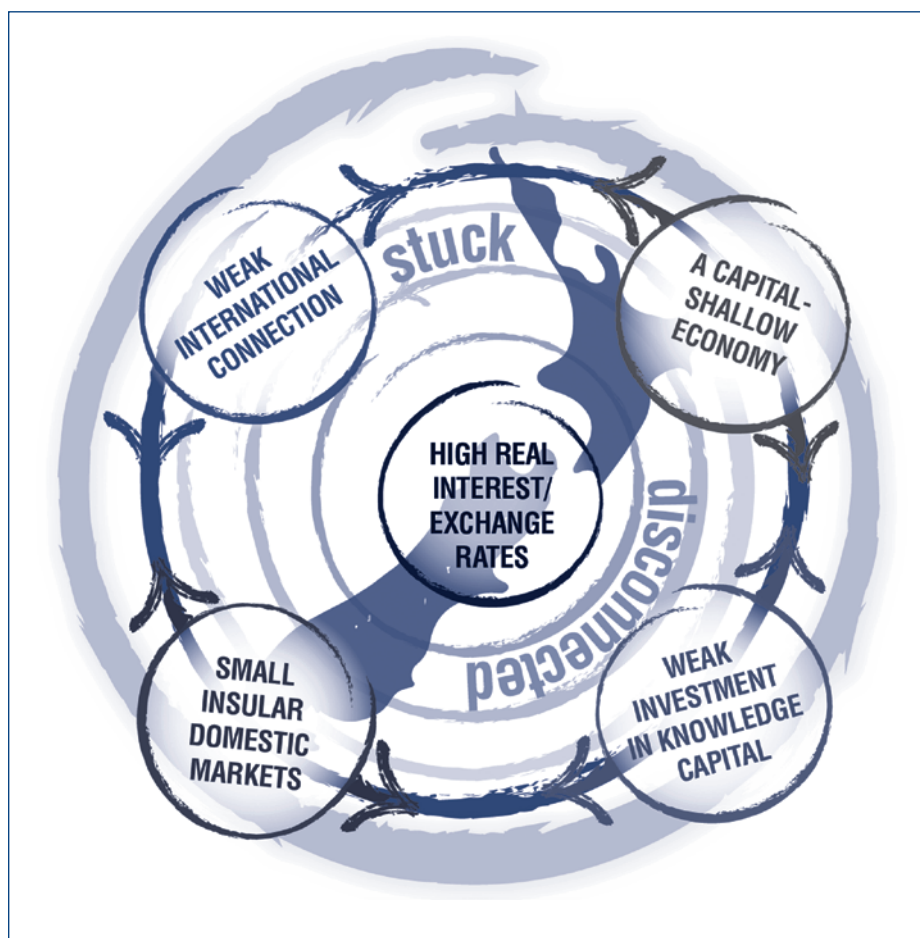 stuck
WEAK
INTERNATIONAL
CONNECTION
A CAPITAL-
SHALLOW
ECONOMY
HIGH REAL
INTEREST/
EXCHANGE
RATES
disconnected
SMALL
INSULAR
DOMESTIC
MARKETS
WEAK
INVESTMENT
IN KNOWLEDGE
CAPITAL